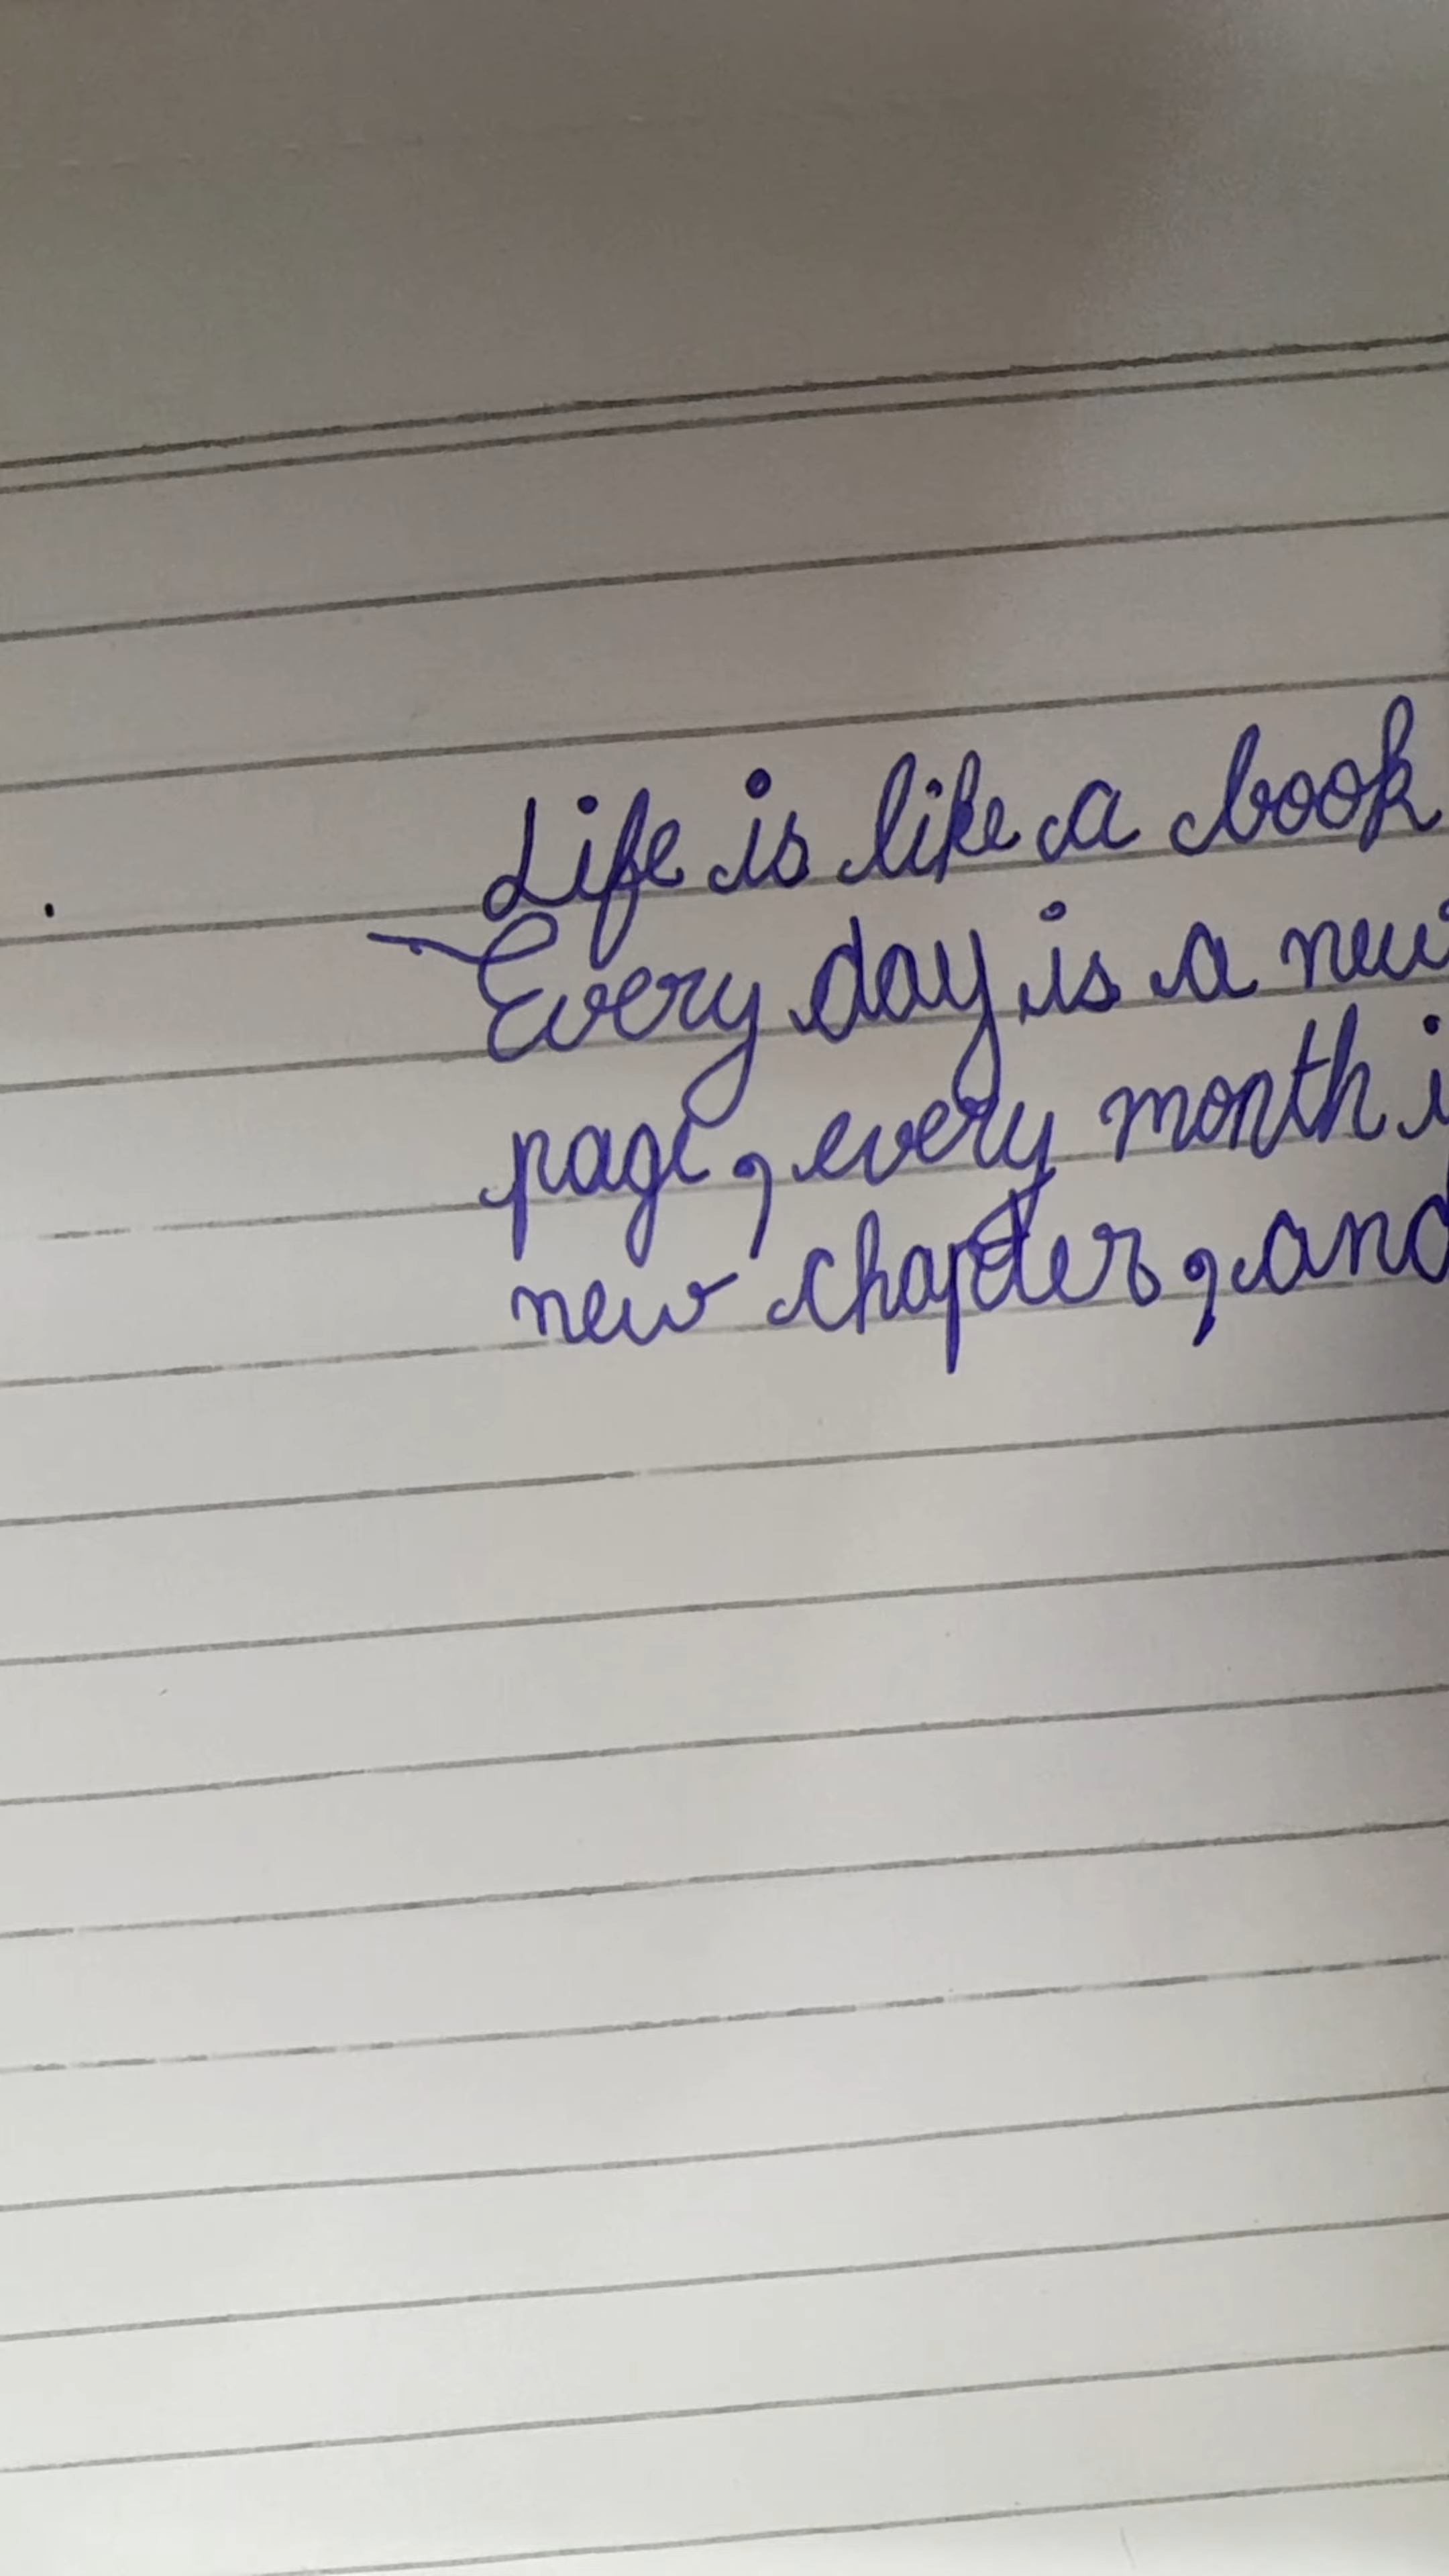 Life is like a book
Every day is a new
page, every month i
new chapter, and